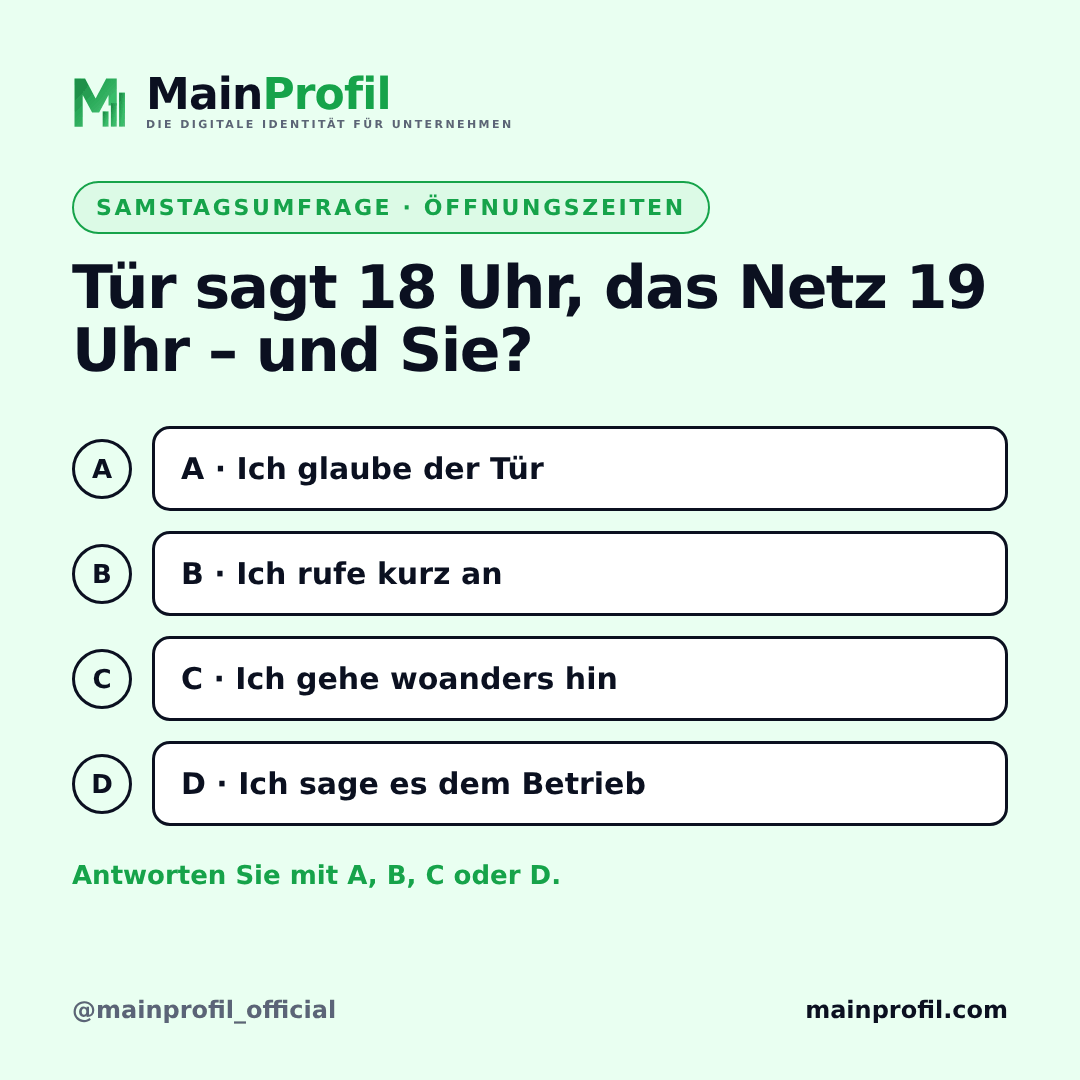 MainProfil
DIE DIGITALE IDENTITÄT FÜR UNTERNEHMEN
SAMSTAGSUMFRAGE · ÖFFNUNGSZEITEN
Tür sagt 18 Uhr, das Netz 19
Uhr – und Sie?
A
A · Ich glaube der Tür
B
B · Ich rufe kurz an
C
C · Ich gehe woanders hin
D
D · Ich sage es dem Betrieb
Antworten Sie mit A, B, C oder D.
@mainprofil_official
mainprofil.com